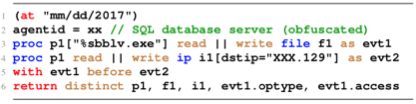 1 (at "mm/dd/2017")
2 agentid = xx // SQL database server (obfuscated)
3 proc p1["%sbblv.exe"] read || write file f1 as evt1
4 proc p1 read || write ip i1[dstip="XXX.129"] as evt2
5 with evt1 before evt2
6 return distinct p1, f1, i1, evt1.optype, evt1.access